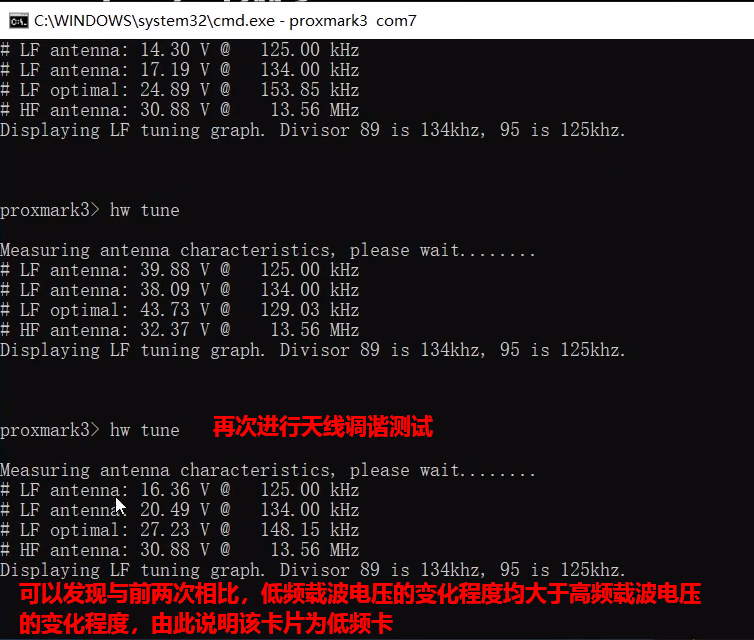 C:\WINDOWS\system32\cmd.exe - proxmark3 com7
# LF antenna: 14.30 V @   125.00 kHz
# LF antenna: 17.19 V @   134.00 kHz
# LF optimal: 24.89 V @   153.85 kHz
# HF antenna: 30.88 V @    13.56 MHz
Displaying LF tuning graph. Divisor 89 is 134khz, 95 is 125khz.
proxmark3> hw tune
Measuring antenna characteristics, please wait........
# LF antenna: 39.88 V @   125.00 kHz
# LF antenna: 38.09 V @   134.00 kHz
# LF optimal: 43.73 V @   129.03 kHz
# HF antenna: 32.37 V @    13.56 MHz
Displaying LF tuning graph. Divisor 89 is 134khz, 95 is 125khz.
proxmark3> hw tune 再次进行天线调谐测试
Measuring antenna characteristics, please wait........
# LF antenna: 16.36 V @   125.00 kHz
# LF antenna: 20.49 V @   134.00 kHz
# LF optimal: 27.23 V @   148.15 kHz
# HF antenna: 30.88 V @    13.56 MHz
Displaying LF tuning graph. Divisor 89 is 134khz, 95 is 125khz.
可以发现与前两次相比，低频载波电压的变化程度均大于高频载波电压
的变化程度，由此说明该卡片为低频卡